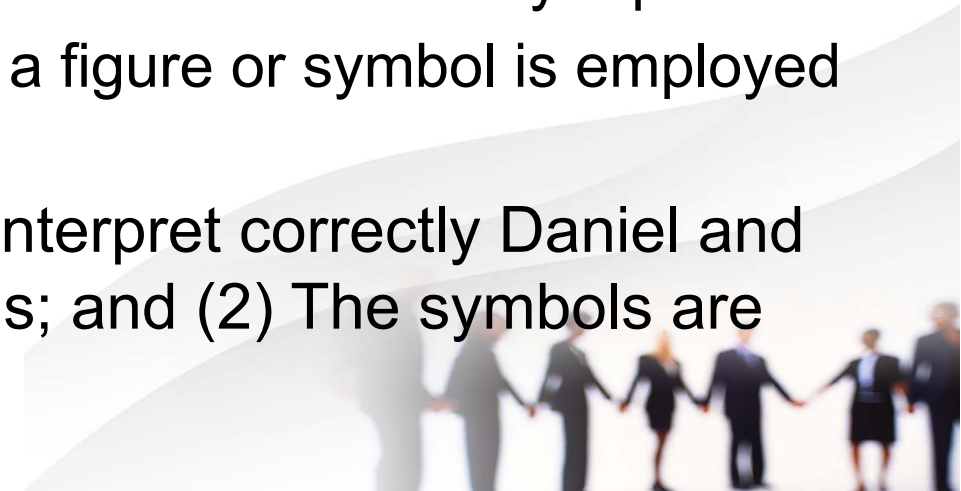 a figure or symbol is employed
nterpret correctly Daniel and
s; and (2) The symbols are